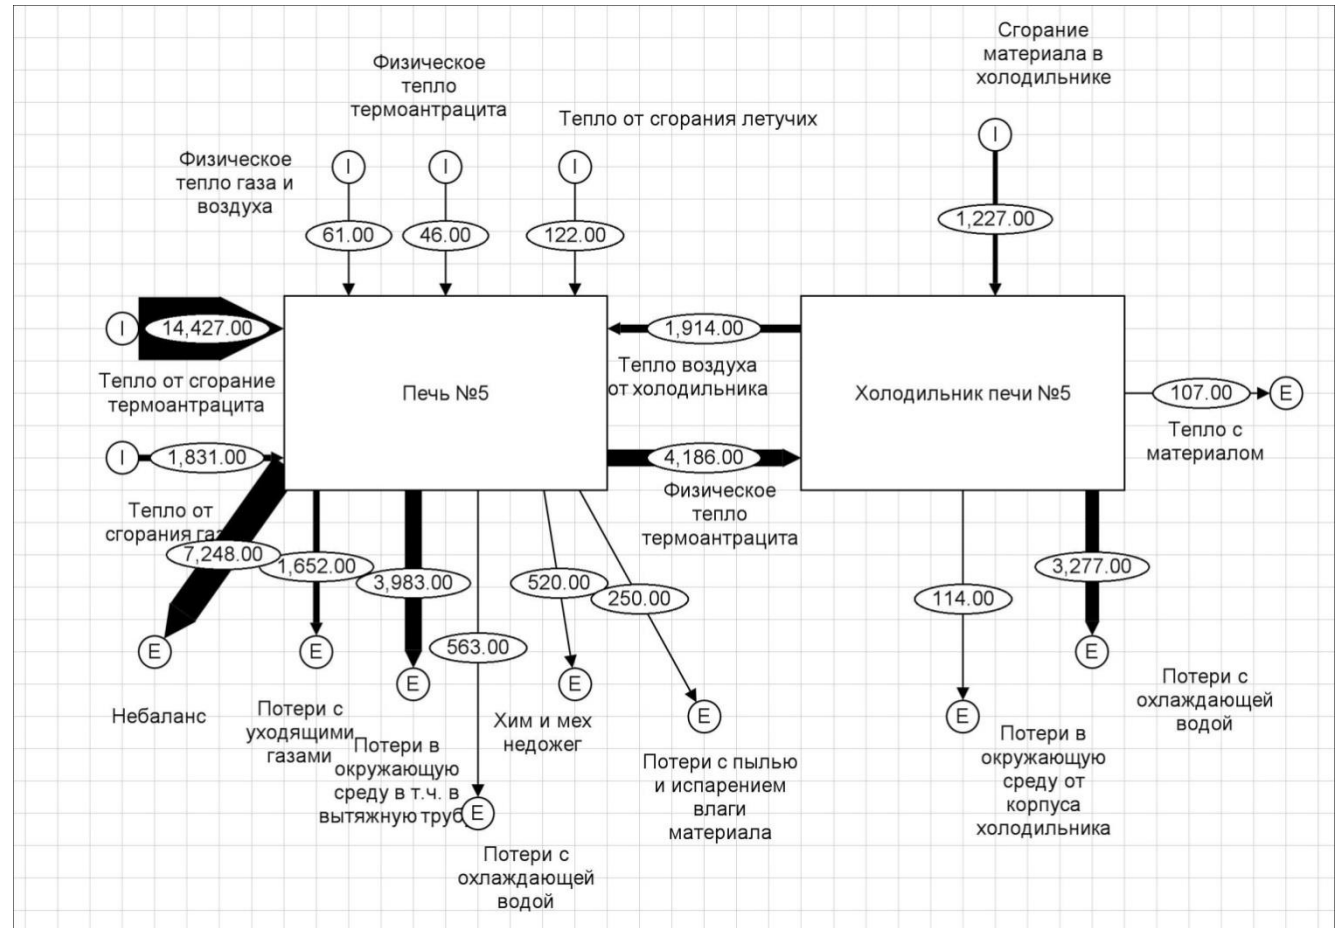 Сгорание
материала в
холодильнике
Физическое
тепло
термоантрацита
Тепло от сгорания летучих
Физическое
тепло газа и
воздуха
I
I
I
I
61.00
46.00
122.00
1,227.00
I
14,427.00
1,914.00
Тепло от сгорание
термоантрацита
Печь №5
Тепло воздуха
от холодильника
Холодильник печи №5
107.00
E
Тепло с
материалом
I
1,831.00
4,186.00
Тепло от
сгорания газ
Физическое
тепло
термоантрацита
7,248.00
1,652.00
3,983.00
563.00
520.00
250.00
114.00
3,277.00
E
E
E
E
E
E
E
E
Небаланс
Потери с
уходящими
газами
Потери в
окружающую
среду в т.ч. в
вытяжную труб
Потери с
охлаждающей
водой
Хим и мех
недожег
Потери с пылью
и испарением
влаги
материала
Потери в
окружающую
среду от
корпуса
холодильника
Потери с
охлаждающей
водой